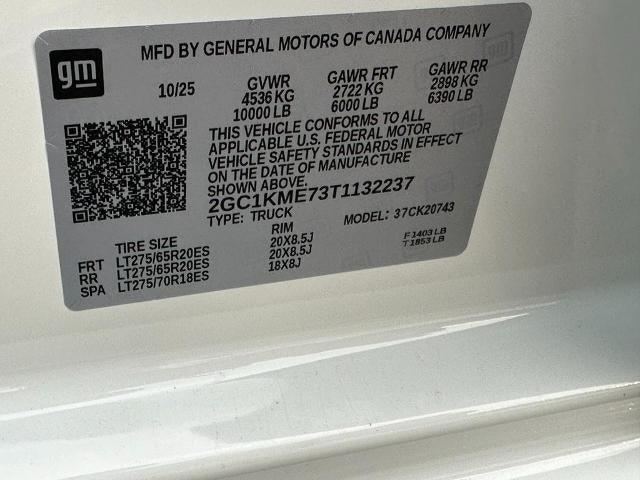 gm
MFD BY GENERAL MOTORS OF CANADA COMPANY
10/25 GVWR GAWR FRT GAWR RR
4536 KG 2722 KG 2898 KG
10000 LB 6000 LB 6390 LB
THIS VEHICLE CONFORMS TO ALL
APPLICABLE U.S. FEDERAL MOTOR
VEHICLE SAFETY STANDARDS IN EFFECT
ON THE DATE OF MANUFACTURE
SHOWN ABOVE.
2GC1KME73T1132237
TYPE: TRUCK MODEL: 37CK20743
TIRE SIZE RIM
FRT LT275/65R20ES 20X8.5J F1403 LB
RR LT275/65R20ES 20X8.5J T1853 LB
SPA LT275/70R18ES 18X8J